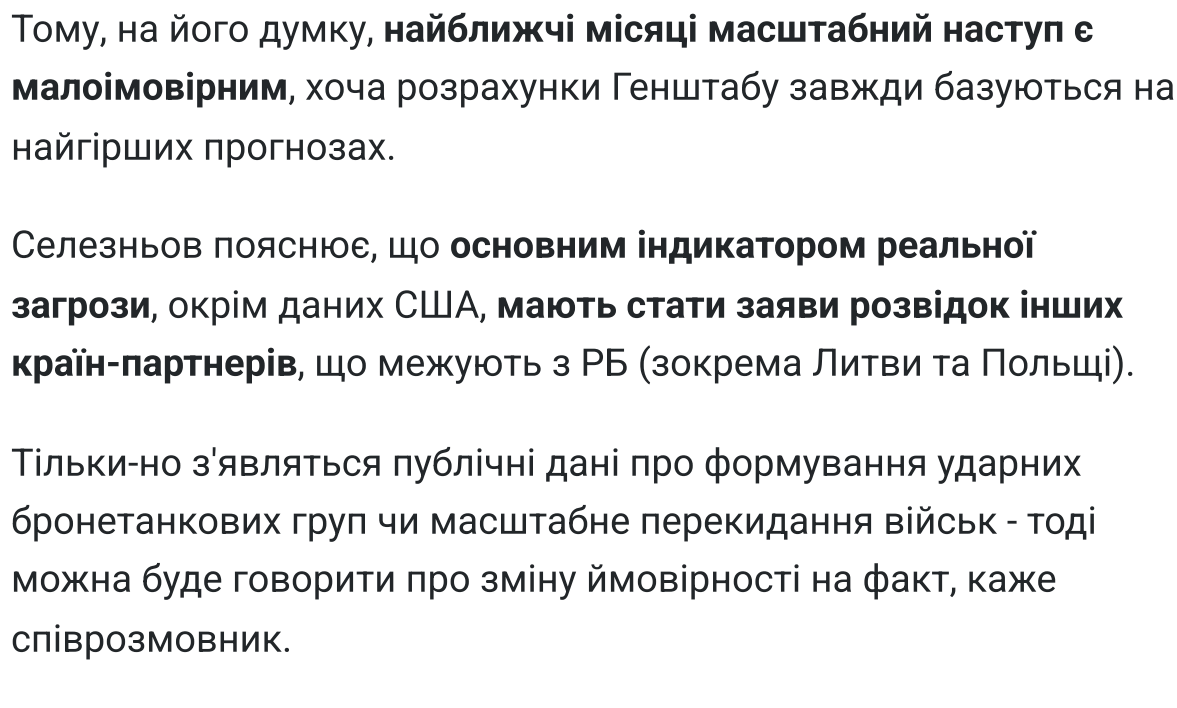 Тому, на його думку, найближчі місяці масштабний наступ є
малоімовірним, хоча розрахунки Генштабу завжди базуються на
найгірших прогнозах.
Селезньов пояснює, що основним індикатором реальної
загрози, окрім даних США, мають стати заяви розвідок інших
країн-партнерів, що межують з РБ (зокрема Литви та Польщі).
Тільки-но з'являться публічні дані про формування ударних
бронетанкових груп чи масштабне перекидання військ - тоді
можна буде говорити про зміну ймовірності на факт, каже
співрозмовник.